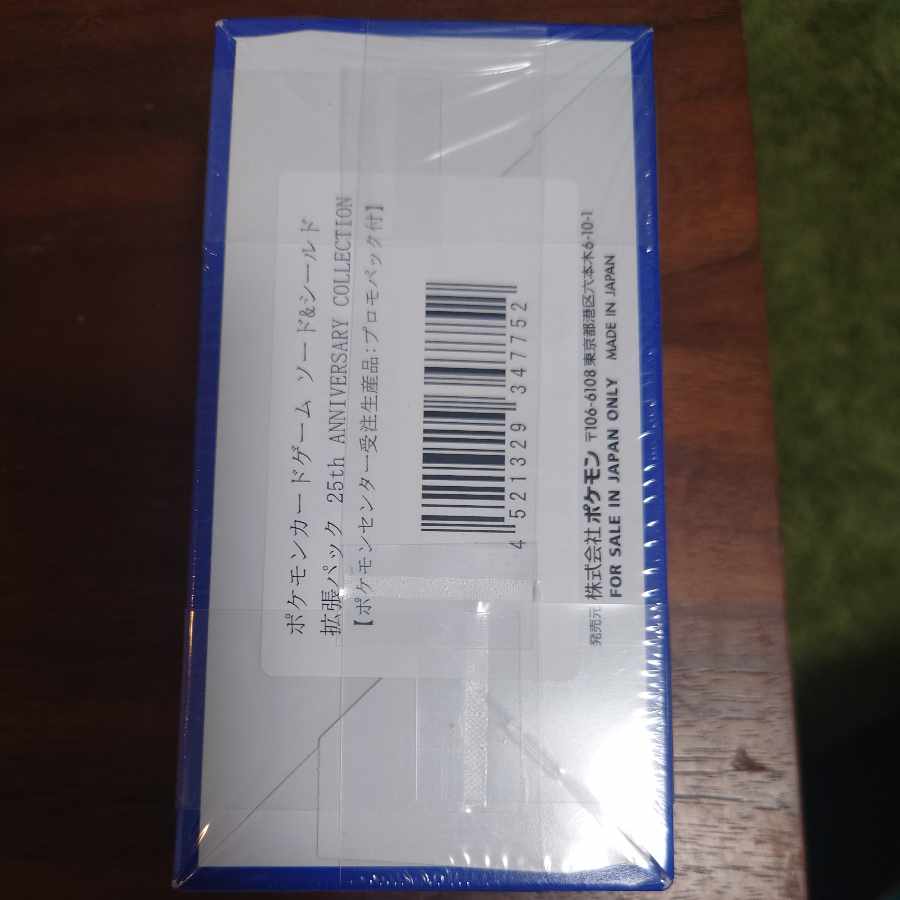 ポケモンカードゲーム ソード&シールド
拡張パック 25th ANNIVERSARY COLLECTION
【ポケモンセンター受注生産品:プロモパック付】
4 521329 347752
発売元 株式会社ポケモン 〒106-6108 東京都港区六本木6-10-1
FOR SALE IN JAPAN ONLY MADE IN JAPAN